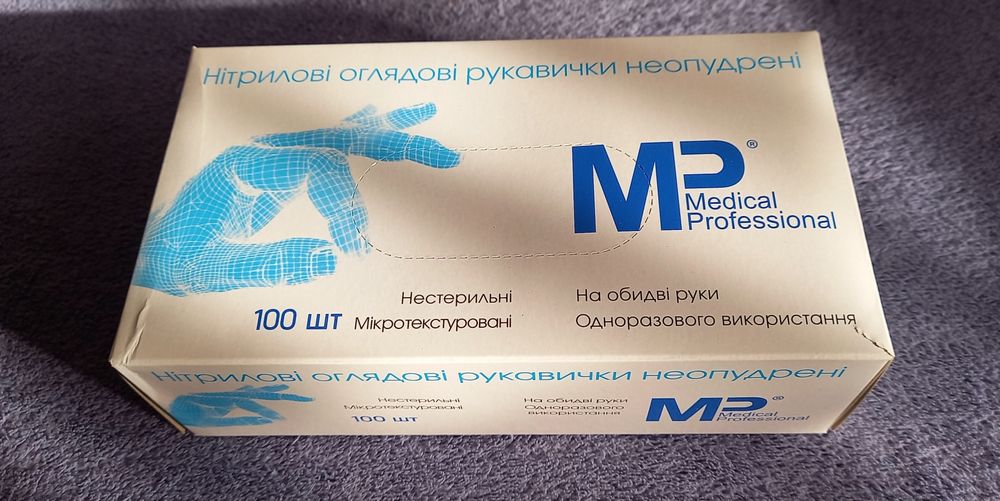 Нітрилові оглядові рукавички неопудрені
MP®
Medical
Professional
100 шт
Нестерильні
Мікротекстуровані
На обидві руки
Одноразового використання
Нітрилові оглядові рукавички неопудрені
100 шт
Нестерильні
Мікротекстуровані
На обидві руки
Одноразового
використання
MP®
Medical
Professional